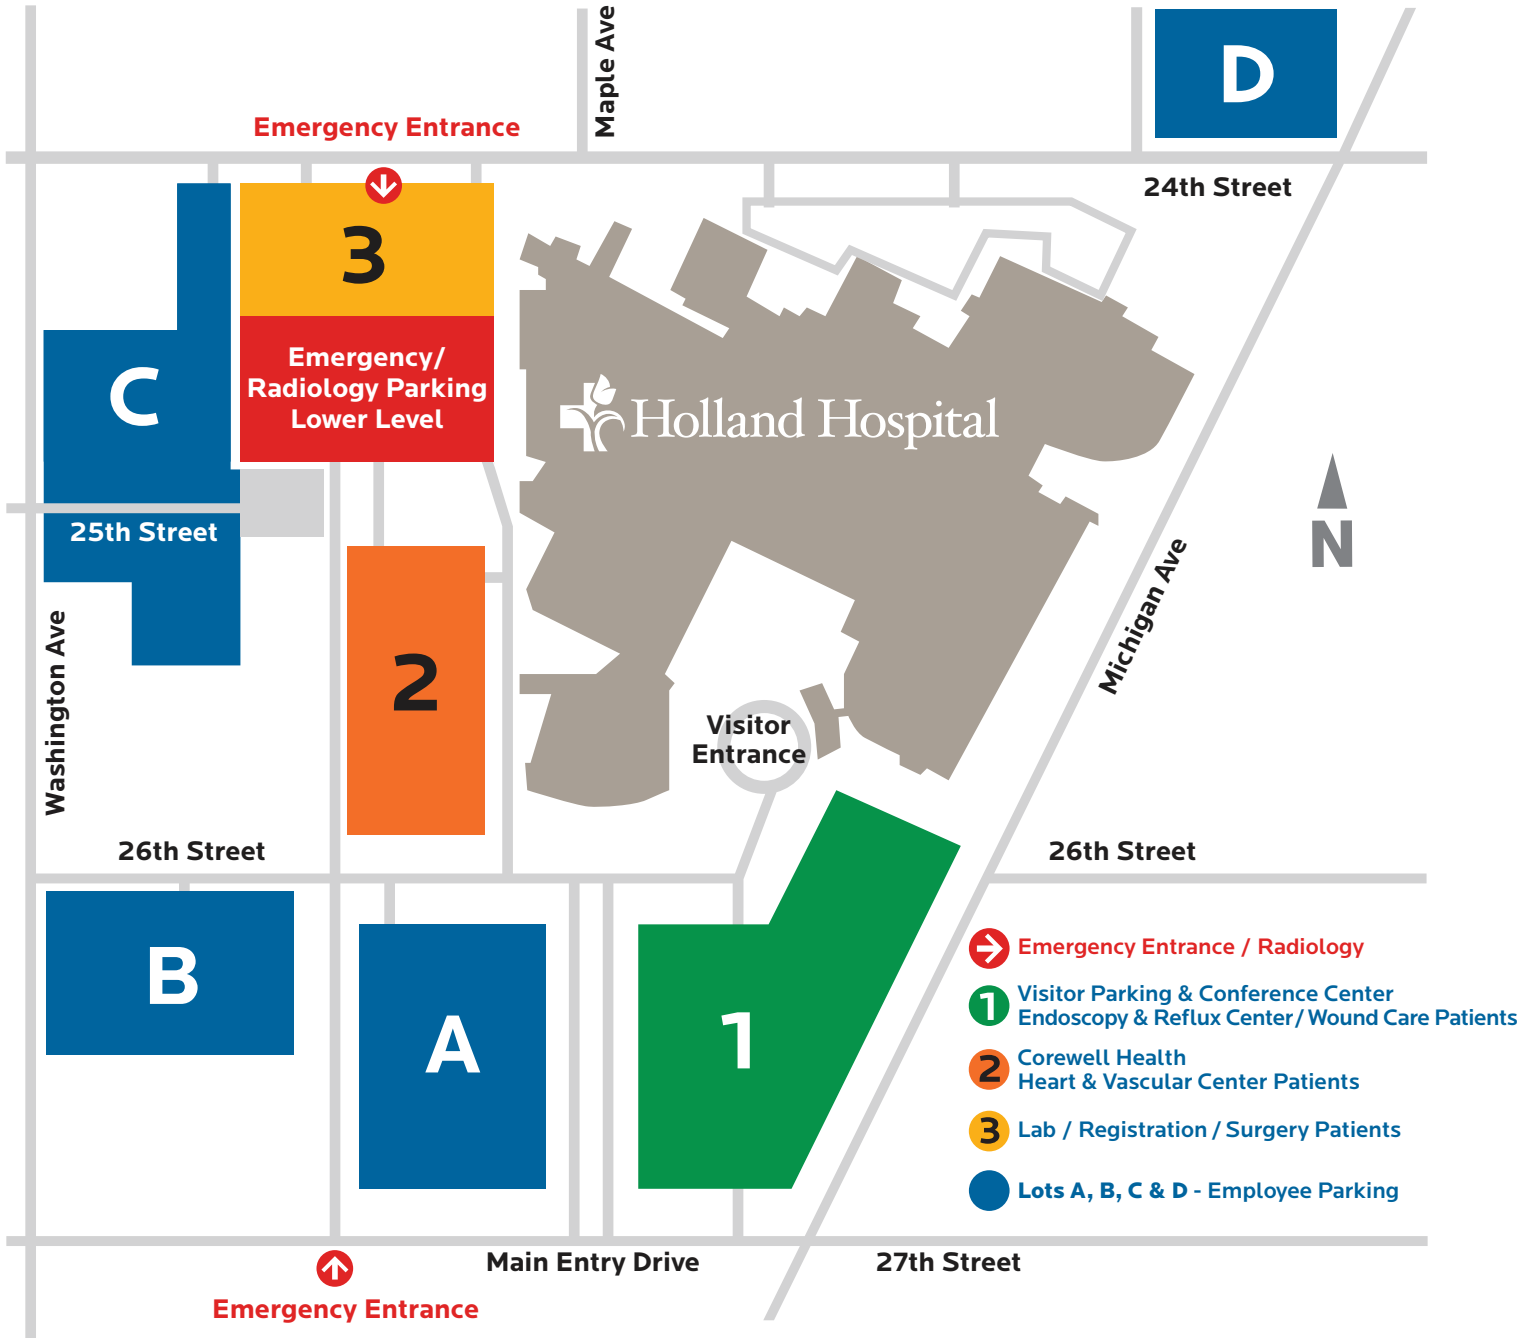 Maple Ave
D
Emergency Entrance
24th Street
3
Emergency/
Radiology Parking
Lower Level
C
Holland Hospital
25th Street
N
Michigan Ave
Washington Ave
2
Visitor
Entrance
26th Street
26th Street
B
A
1
Emergency Entrance / Radiology
1 Visitor Parking & Conference Center
Endoscopy & Reflux Center / Wound Care Patients
2 Corewell Health
Heart & Vascular Center Patients
3 Lab / Registration / Surgery Patients
Lots A, B, C & D - Employee Parking
Main Entry Drive
27th Street
Emergency Entrance